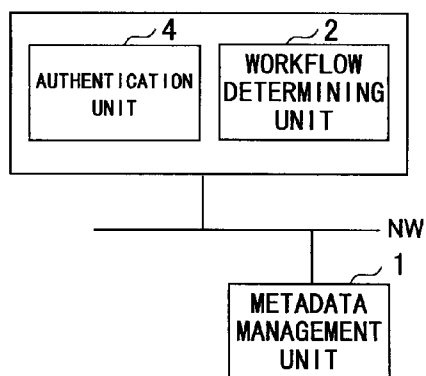 4
2
AUTHENTICATION
UNIT
WORKFLOW
DETERMINING
UNIT
NW
1
METADATA
MANAGEMENT
UNIT